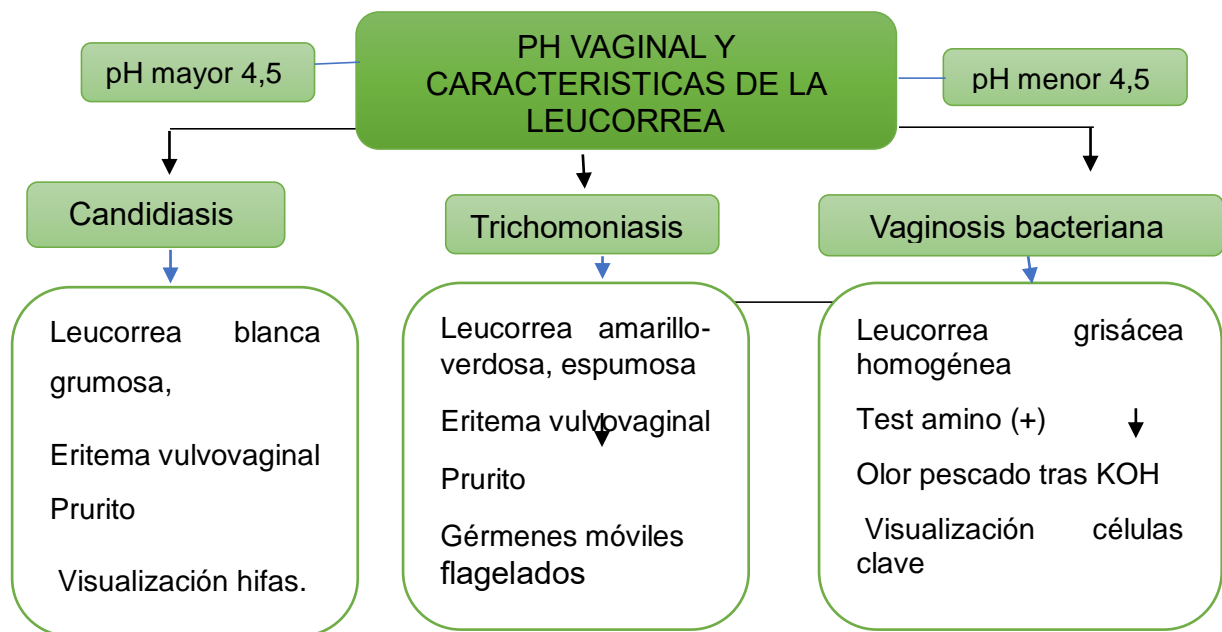 PH VAGINAL Y
CARACTERISTICAS DE LA
LEUCORREA
pH mayor 4,5
pH menor 4,5
Candidiasis
Trichomoniasis
Vaginosis bacteriana
Leucorrea blanca
grumosa,
Eritema vulvovaginal
Prurito
Visualización hifas.
Leucorrea amarillo-
verdosa, espumosa
Eritema vulvovaginal
Prurito
Gérmenes móviles
flagelados
Leucorrea grisácea
homogénea
Test amino (+)
Olor pescado tras KOH
Visualización células
clave